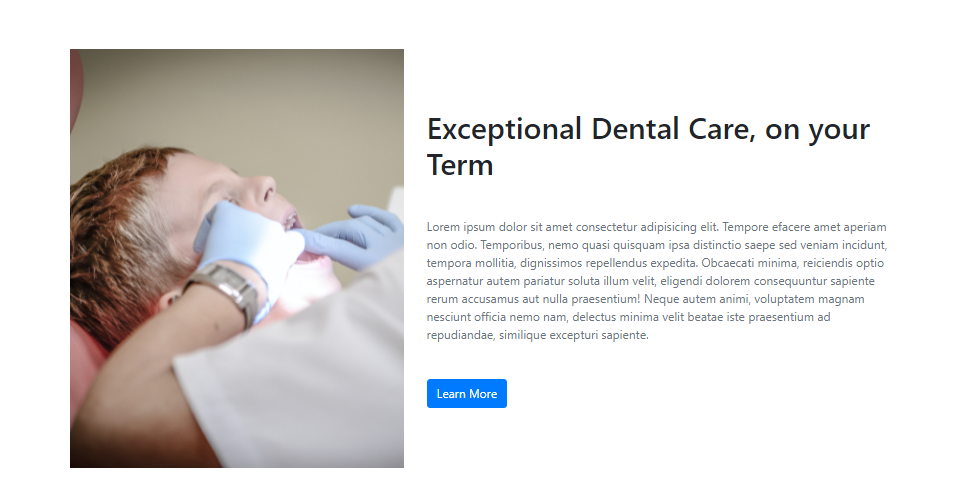 Exceptional Dental Care, on your
Term
Lorem ipsum dolor sit amet consectetur adipisicing elit. Tempore efacere amet aperiam
non odio. Temporibus, nemo quasi quisquam ipsa distinctio saepe sed veniam incidunt,
tempora mollitia, dignissimos repellendus expedita. Obcaecati minima, reiciendis optio
aspernatur autem pariatur soluta illum velit, eligendi dolorem consequuntur sapiente
rerum accusamus aut nulla praesentium! Neque autem animi, voluptatem magnam
nesciunt officia nemo nam, delectus minima velit beatae iste praesentium ad
repudiandae, similique excepturi sapiente.
Learn More